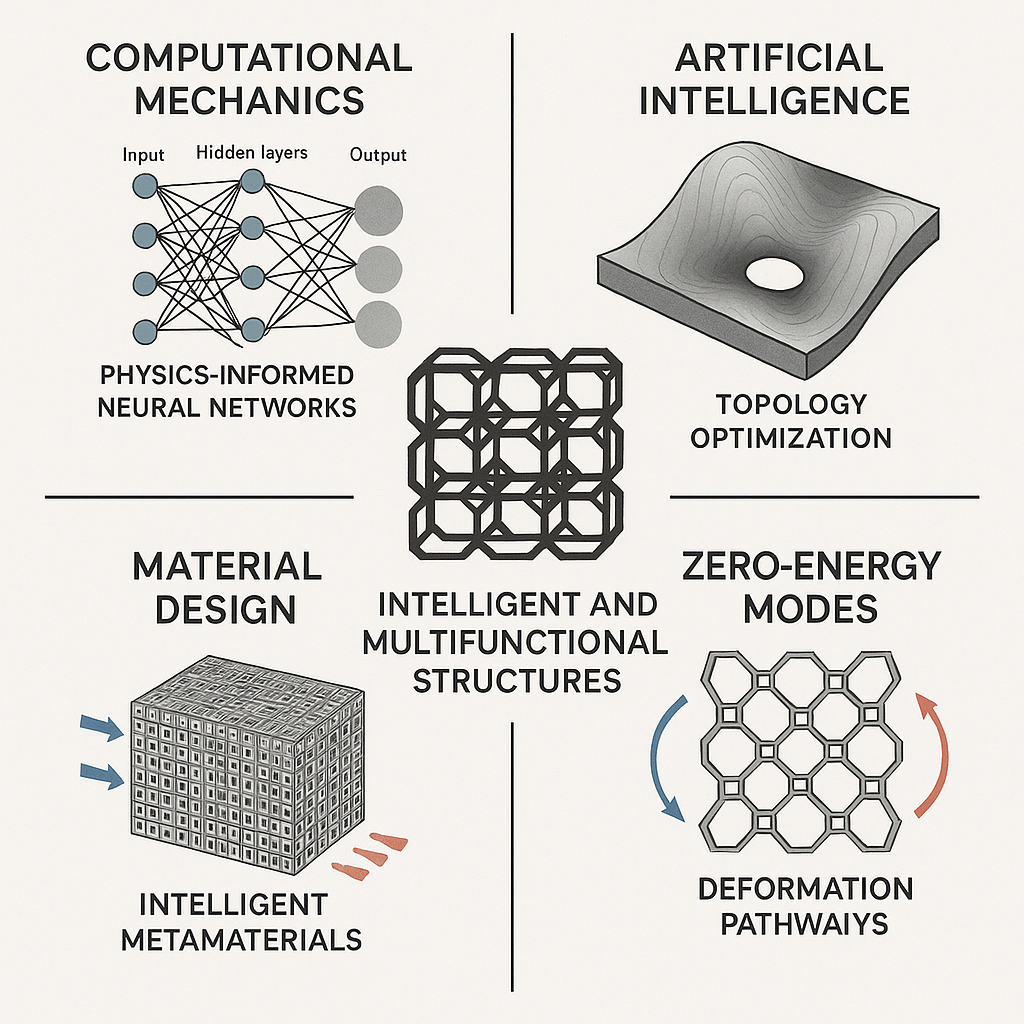 COMPUTATIONAL
MECHANICS
Input
Hidden layers
Output
PHYSICS-INFORMED
NEURAL NETWORKS
ARTIFICIAL
INTELLIGENCE
TOPOLOGY
OPTIMIZATION
INTELLIGENT AND
MULTIFUNCTIONAL
STRUCTURES
MATERIAL
DESIGN
INTELLIGENT
METAMATERIALS
ZERO-ENERGY
MODES
DEFORMATION
PATHWAIYS